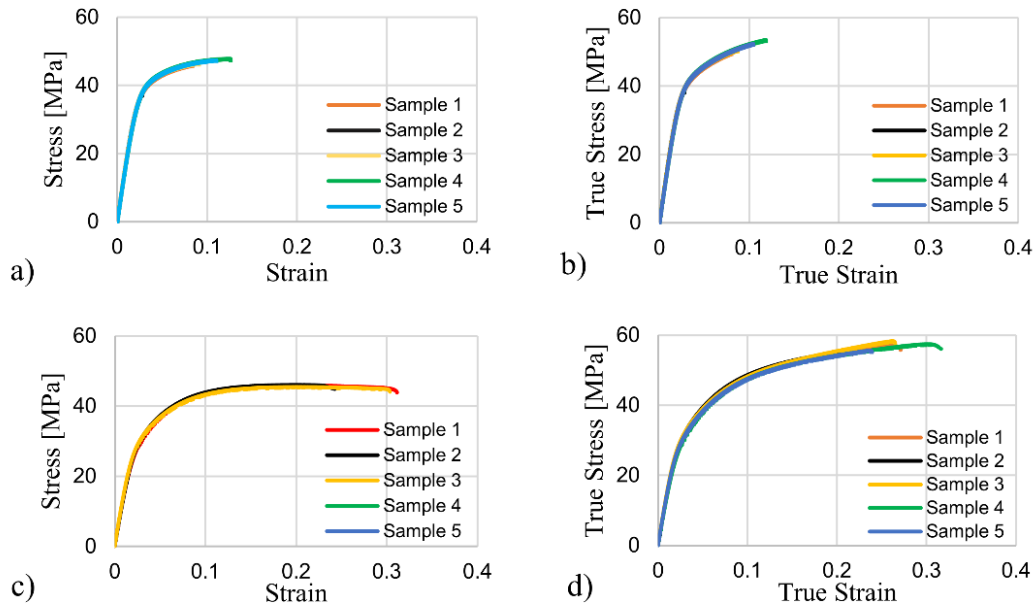 60
40
20
0
Stress [MPa]
Sample 1
Sample 2
Sample 3
Sample 4
Sample 5
0 0.1 0.2 0.3 0.4
Strain
a)
60
40
20
0
True Stress [MPa]
Sample 1
Sample 2
Sample 3
Sample 4
Sample 5
0 0.1 0.2 0.3 0.4
True Strain
b)
60
40
20
0
Stress [MPa]
Sample 1
Sample 2
Sample 3
Sample 4
Sample 5
0 0.1 0.2 0.3 0.4
Strain
c)
60
40
20
0
True Stress [MPa]
Sample 1
Sample 2
Sample 3
Sample 4
Sample 5
0 0.1 0.2 0.3 0.4
True Strain
d)